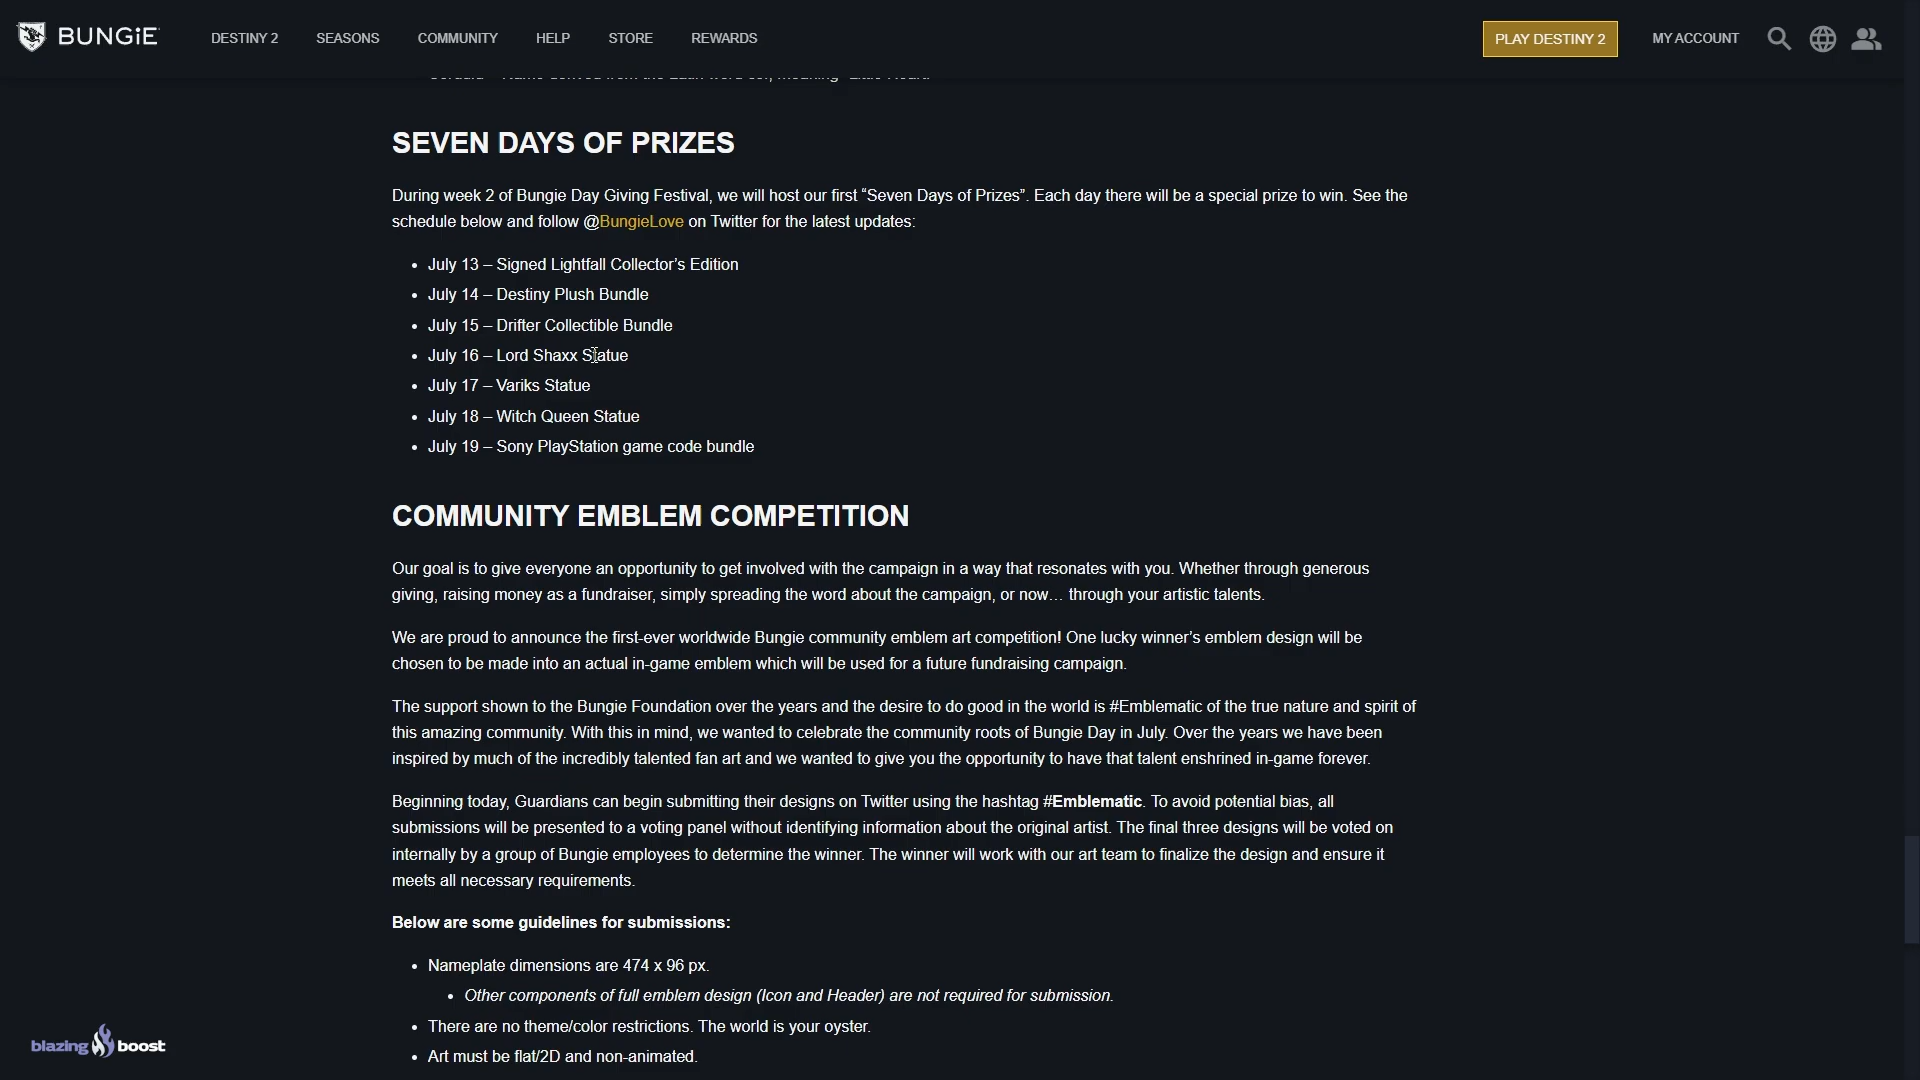 BUNGiE
DESTINY 2
SEASONS
COMMUNITY
HELP
STORE
REWARDS
PLAY DESTINY 2
MY ACCOUNT
SEVEN DAYS OF PRIZES
During week 2 of Bungie Day Giving Festival, we will host our first “Seven Days of Prizes”. Each day there will be a special prize to win. See the
schedule below and follow @BungieLove on Twitter for the latest updates:
• July 13 – Signed Lightfall Collector’s Edition
• July 14 – Destiny Plush Bundle
• July 15 – Drifter Collectible Bundle
• July 16 – Lord Shaxx Statue
• July 17 – Variks Statue
• July 18 – Witch Queen Statue
• July 19 – Sony PlayStation game code bundle
COMMUNITY EMBLEM COMPETITION
Our goal is to give everyone an opportunity to get involved with the campaign in a way that resonates with you. Whether through generous
giving, raising money as a fundraiser, simply spreading the word about the campaign, or now… through your artistic talents.
We are proud to announce the first-ever worldwide Bungie community emblem art competition! One lucky winner’s emblem design will be
chosen to be made into an actual in-game emblem which will be used for a future fundraising campaign.
The support shown to the Bungie Foundation over the years and the desire to do good in the world is #Emblematic of the true nature and spirit of
this amazing community. With this in mind, we wanted to celebrate the community roots of Bungie Day in July. Over the years we have been
inspired by much of the incredibly talented fan art and we wanted to give you the opportunity to have that talent enshrined in-game forever.
Beginning today, Guardians can begin submitting their designs on Twitter using the hashtag #Emblematic. To avoid potential bias, all
submissions will be presented to a voting panel without identifying information about the original artist. The final three designs will be voted on
internally by a group of Bungie employees to determine the winner. The winner will work with our art team to finalize the design and ensure it
meets all necessary requirements.
Below are some guidelines for submissions:
• Nameplate dimensions are 474 x 96 px.
• Other components of full emblem design (Icon and Header) are not required for submission.
• There are no theme/color restrictions. The world is your oyster.
• Art must be flat/2D and non-animated.
blazing boost